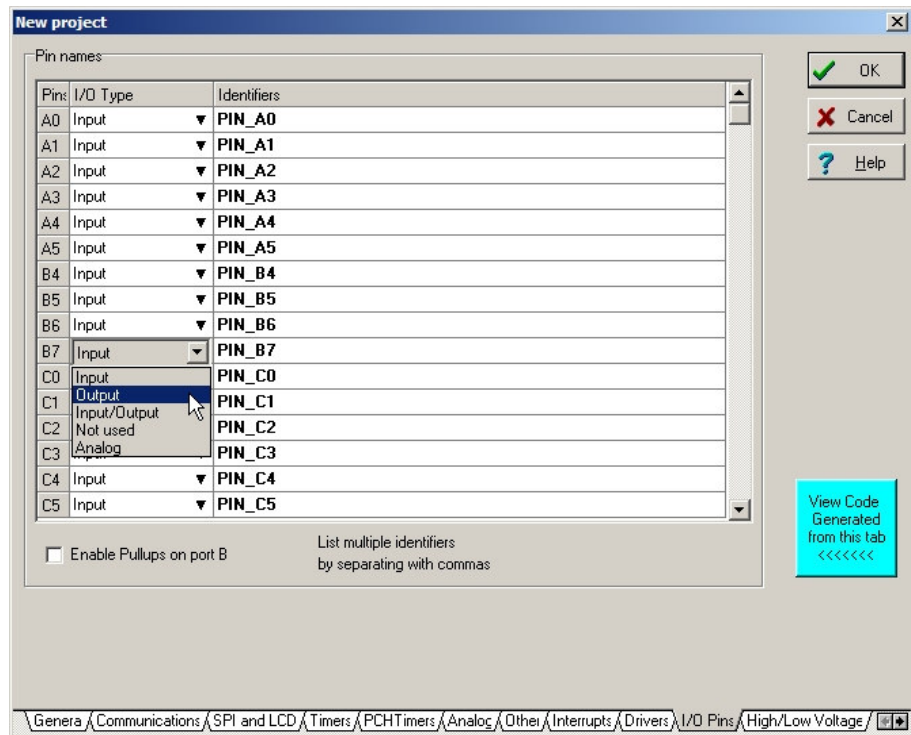 New project
Pin names
OK
Cancel
Help
Pins I/O Type Identifiers
A0 Input PIN_A0
A1 Input PIN_A1
A2 Input PIN_A2
A3 Input PIN_A3
A4 Input PIN_A4
A5 Input PIN_A5
B4 Input PIN_B4
B5 Input PIN_B5
B6 Input PIN_B6
B7 Input PIN_B7
C0 Input PIN_C0
C1 Output PIN_C1
Input/Output
C2 Not used PIN_C2
C3 Analog PIN_C3
C4 Input PIN_C4
C5 Input PIN_C5
View Code
Generated
from this tab
<<<<<<<
Enable Pullups on port B
List multiple identifiers
by separating with commas
Genera Communications SPI and LCD Timers PCHTimers Analog Other Interrupts Drivers I/O Pins High/Low Voltage